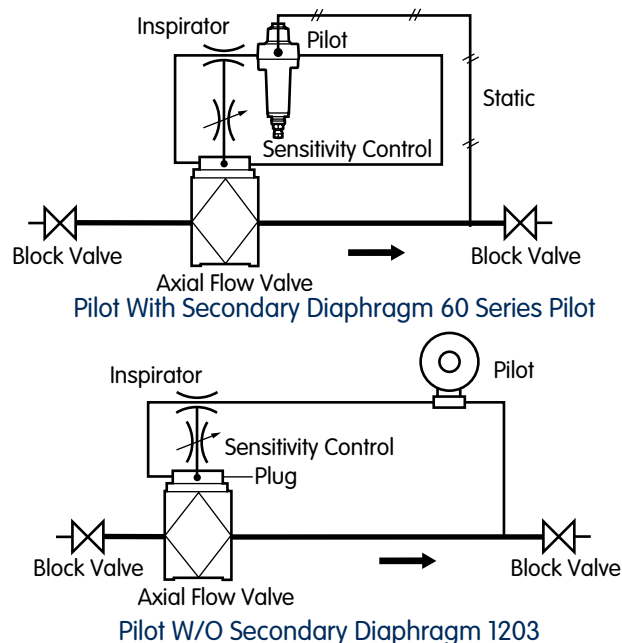 Inspirator
Pilot
Static
Sensitivity Control
Block Valve
Block Valve
Axial Flow Valve
Pilot With Secondary Diaphragm 60 Series Pilot
Inspirator
Pilot
Sensitivity Control
Plug
Block Valve
Block Valve
Axial Flow Valve
Pilot W/O Secondary Diaphragm 1203